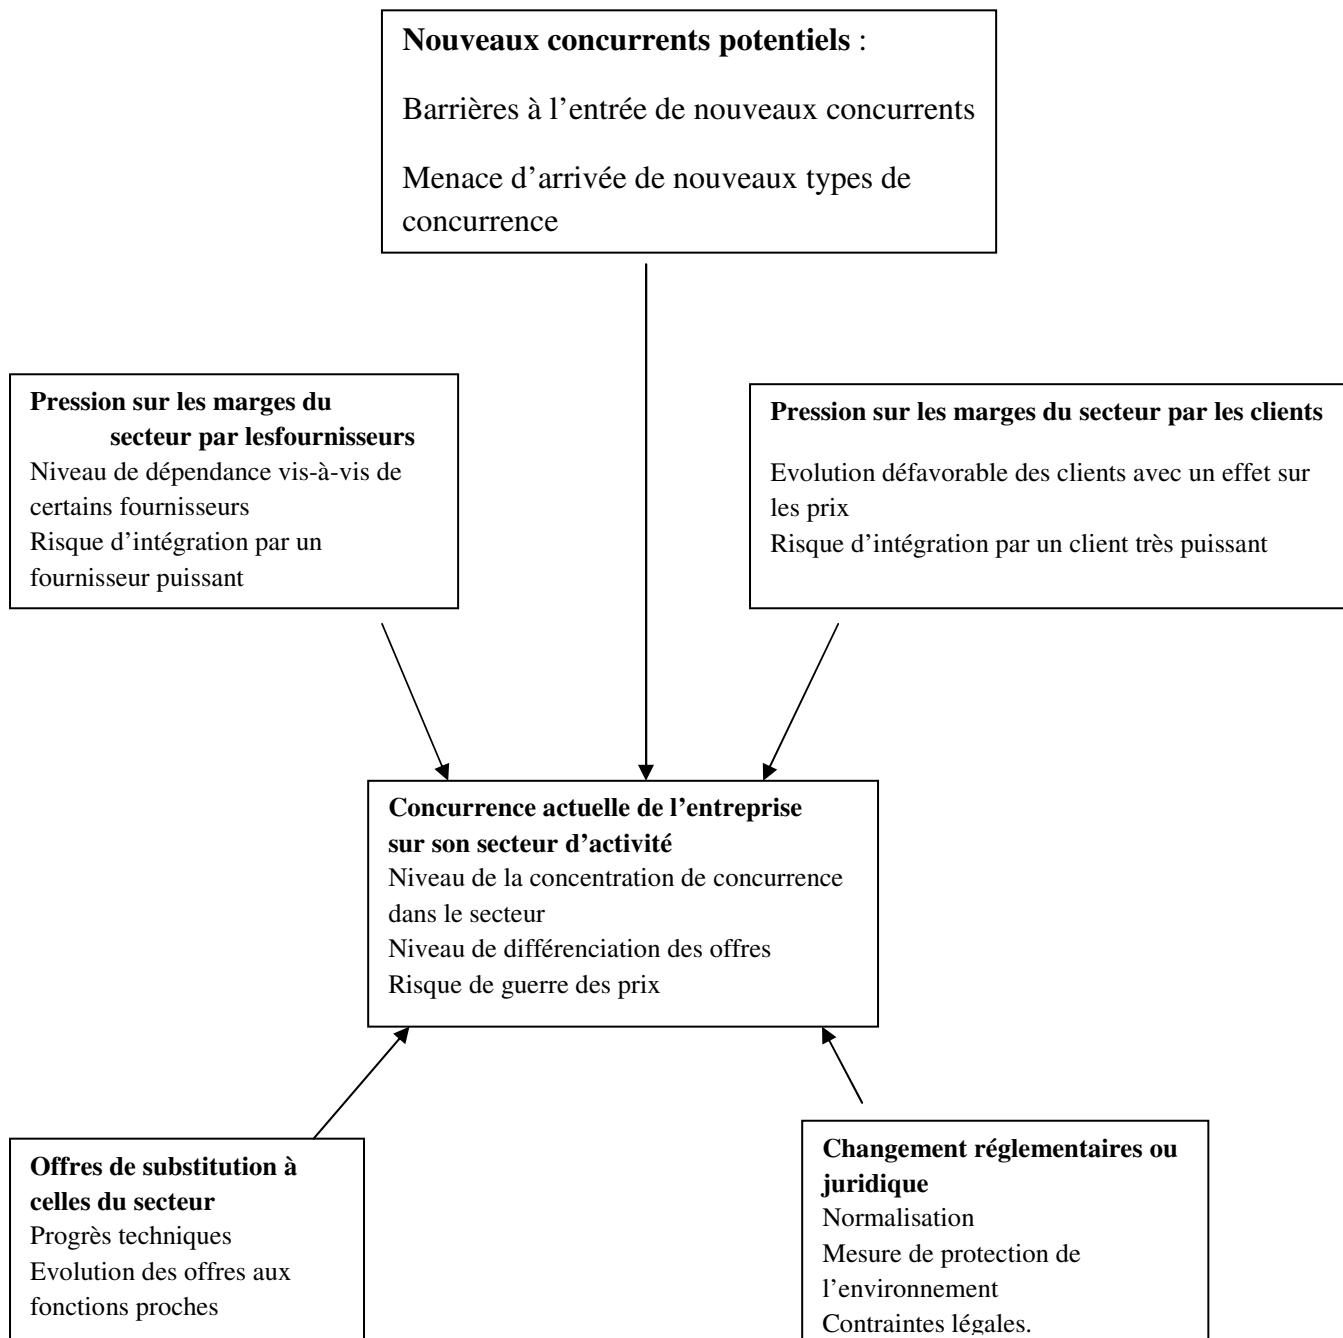 Nouveaux concurrents potentiels :
Barrières à l’entrée de nouveaux concurrents
Menace d’arrivée de nouveaux types de
concurrence
Pression sur les marges du
secteur par lesfournisseurs
Niveau de dépendance vis-à-vis de
certains fournisseurs
Risque d’intégration par un
fournisseur puissant
Pression sur les marges du secteur par les clients
Evolution défavorable des clients avec un effet sur
les prix
Risque d’intégration par un client très puissant
Concurrence actuelle de l’entreprise
sur son secteur d’activité
Niveau de la concentration de concurrence
dans le secteur
Niveau de différenciation des offres
Risque de guerre des prix
Offres de substitution à
celles du secteur
Progrès techniques
Evolution des offres aux
fonctions proches
Changement réglementaires ou
juridique
Normalisation
Mesure de protection de
l’environnement
Contraintes légales.